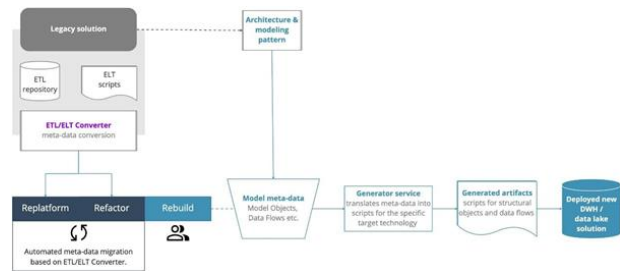 Legacy solution
Architecture &
modeling
pattern
ETL
repository
ELT
scripts
ETL/ELT Converter
meta-data conversion
Replatform
Refactor
Rebuild
Automated meta-data migration
based on ETL/ELT Converter.
Model meta-data
Model Objects,
Data Flows etc.
Generator service
translates meta-data into
scripts for the specific
target technology
Generated artifacts
scripts for structural
objects and data flows
Deployed new
DWH /
data lake
solution